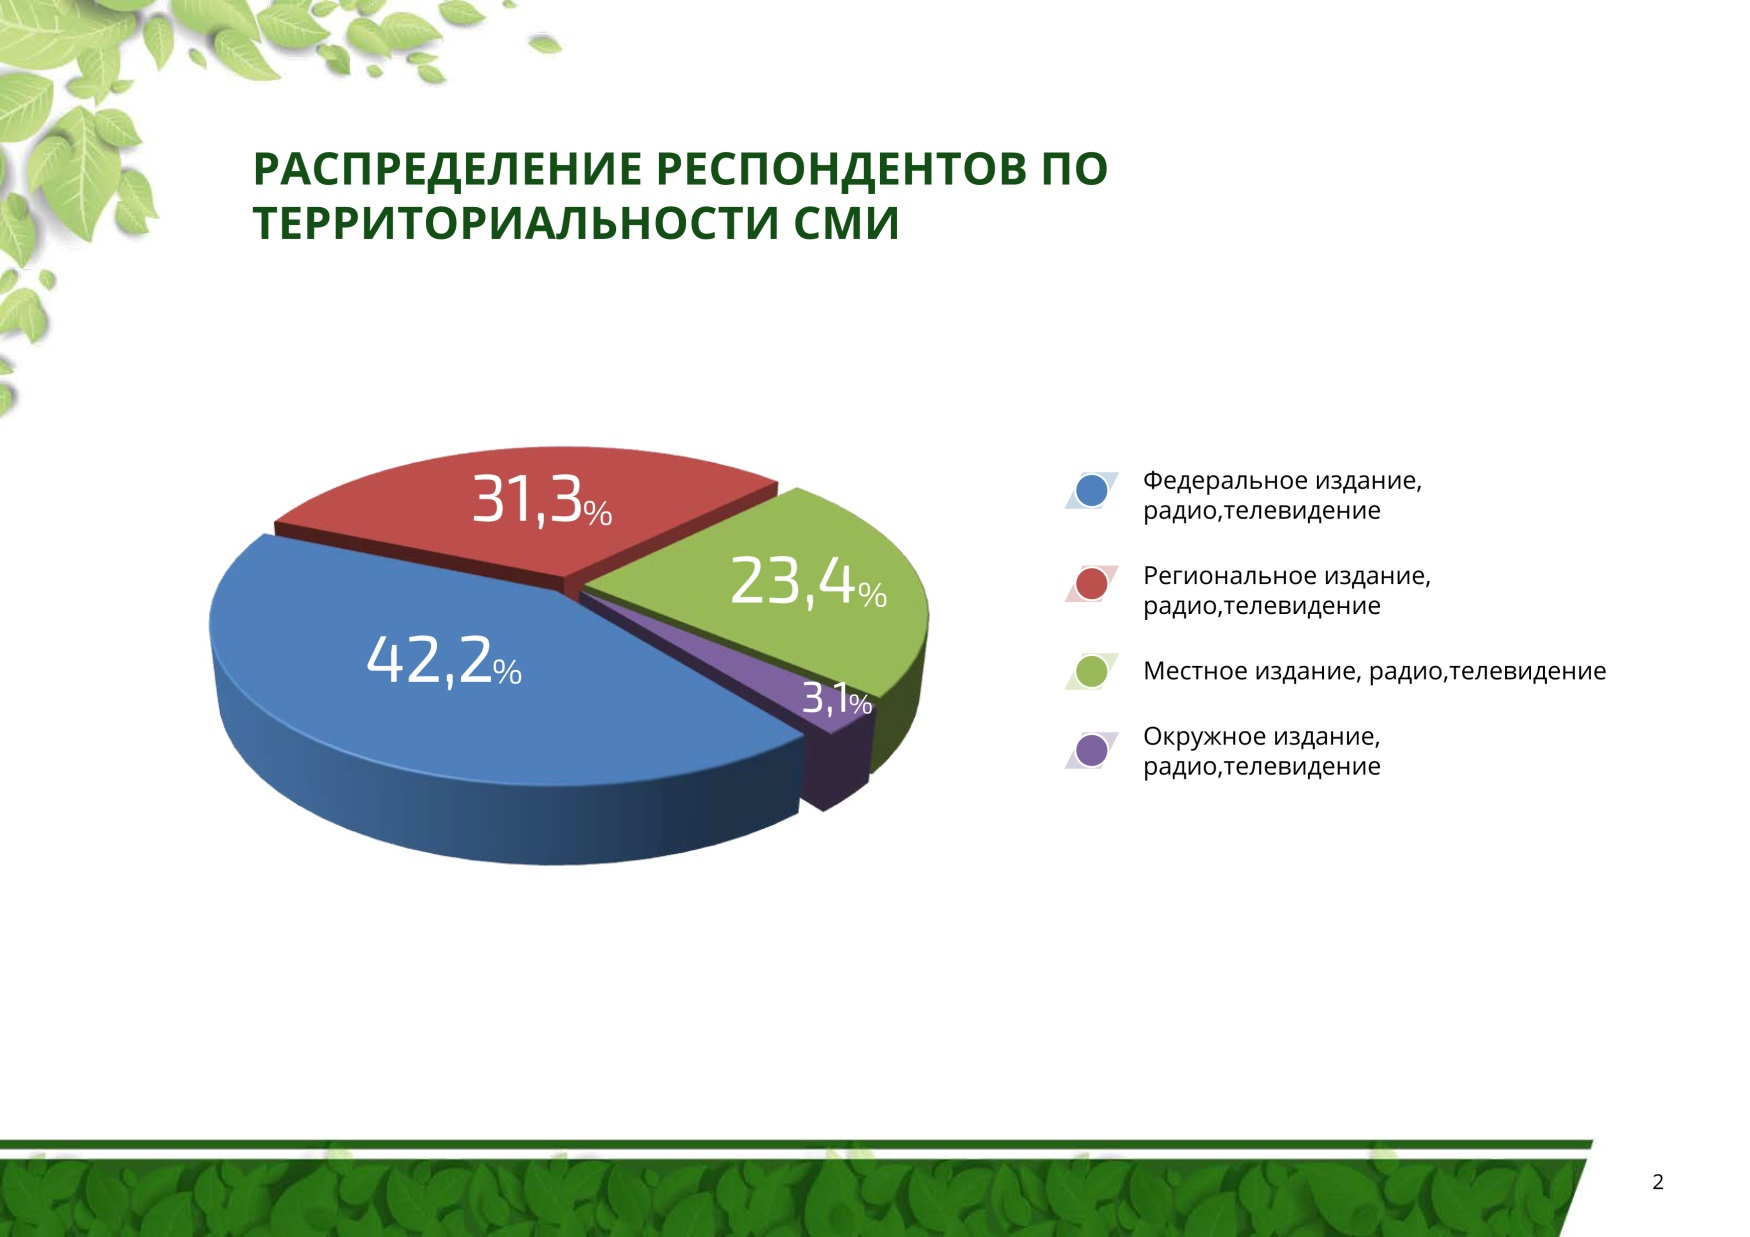 РАСПРЕДЕЛЕНИЕ РЕСПОНДЕНТОВ ПО
ТЕРРИТОРИАЛЬНОСТИ СМИ
31,3%
23,4%
42,2%
3,1%
Федеральное издание,
радио,телевидение
Региональное издание,
радио,телевидение
Местное издание, радио,телевидение
Окружное издание,
радио,телевидение
2